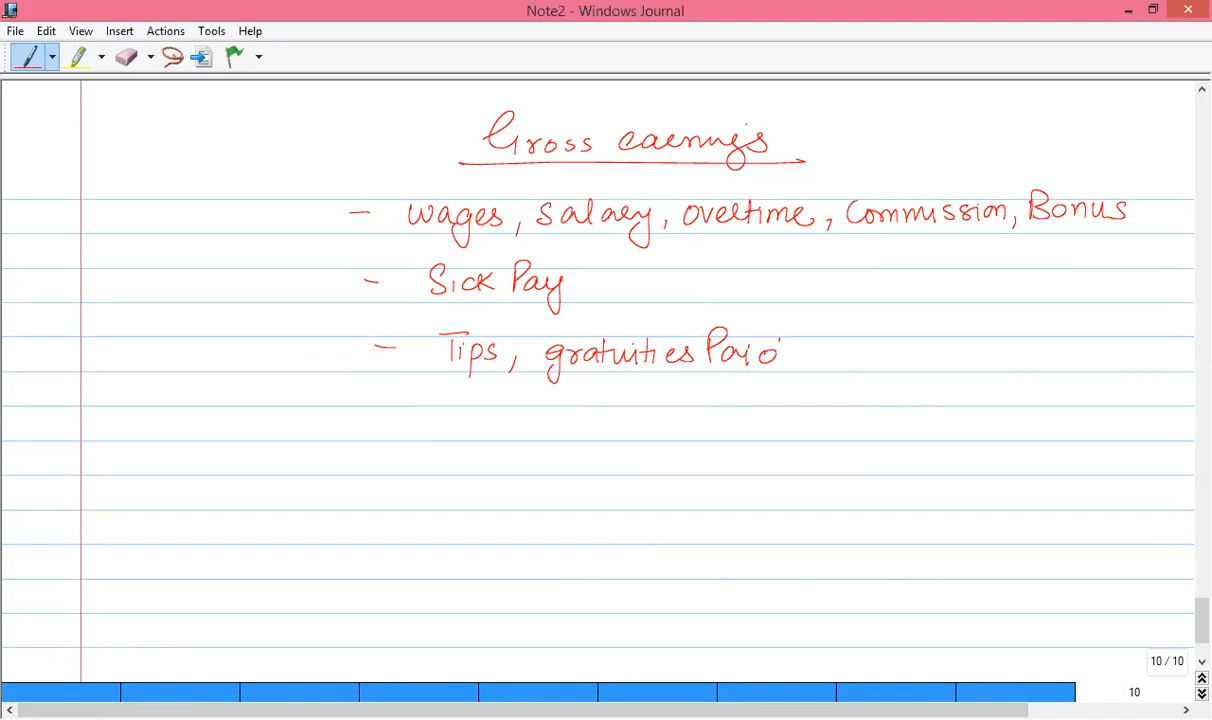 Note2 - Windows Journal
File Edit View Insert Actions Tools Help
Gross earnings
- Wages, Salary, Overtime, Commission, Bonus
- Sick Pay
- Tips, gratuities Paid
10 / 10
10